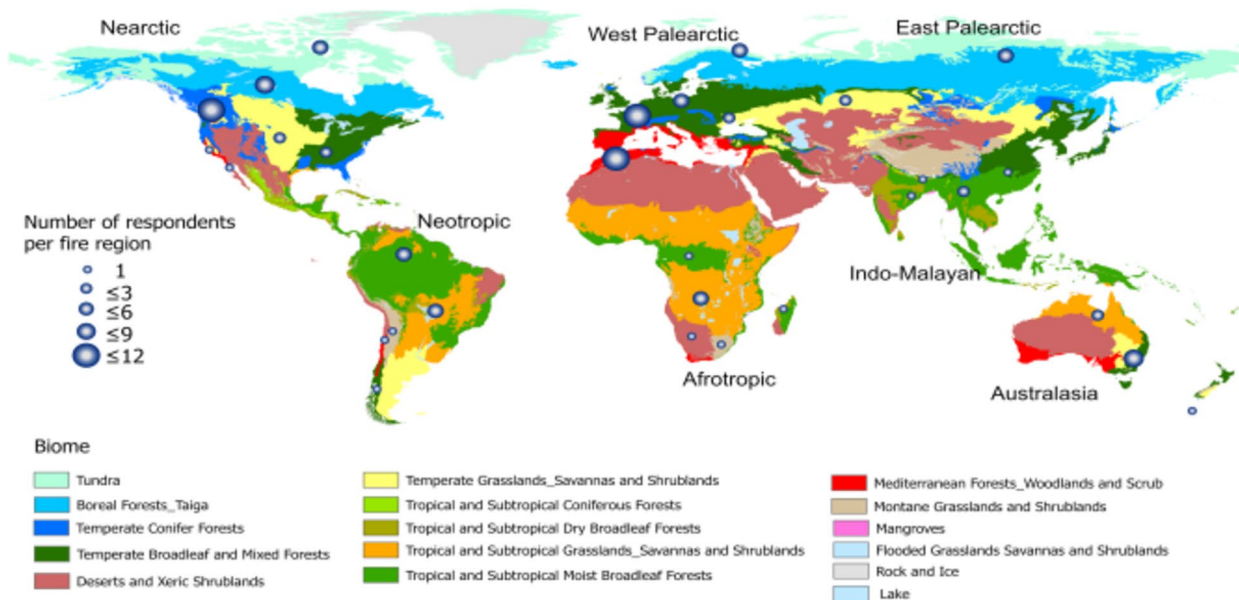 Nearctic
West Palearctic
East Palearctic
Number of respondents
per fire region
1
≤3
≤6
≤9
≤12
Neotropic
Indo-Malayan
Afrotropic
Australasia
Biome
Tundra
Boreal Forests_Taiga
Temperate Conifer Forests
Temperate Broadleaf and Mixed Forests
Deserts and Xeric Shrublands
Temperate Grasslands_Savannas and Shrublands
Tropical and Subtropical Coniferous Forests
Tropical and Subtropical Dry Broadleaf Forests
Tropical and Subtropical Grasslands_Savannas and Shrublands
Tropical and Subtropical Moist Broadleaf Forests
Mediterranean Forests_Woodlands and Scrub
Montane Grasslands and Shrublands
Mangroves
Flooded Grasslands Savannas and Shrublands
Rock and Ice
Lake